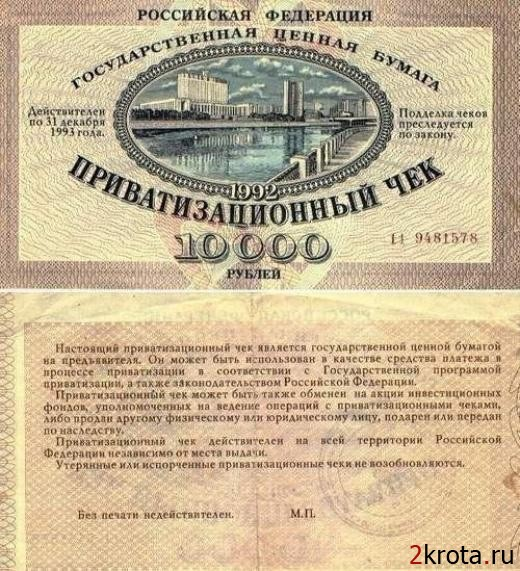 РОССИЙСКАЯ ФЕДЕРАЦИЯ
ГОСУДАРСТВЕННАЯ ЦЕННАЯ БУМАГА
Действителен
по 31 декабря
1993 года.
Подделка чеков
преследуется
по закону.
1992
ПРИВАТИЗАЦИОННЫЙ ЧЕК
10000
РУБЛЕЙ
11 9481578
Настоящий приватизационный чек является государственной ценной бумагой
на предъявителя. Он может быть использован в качестве средства платежа в
процессе приватизации в соответствии с Государственной программой
приватизации, а также законодательством Российской Федерации.
Приватизационный чек может быть также обменен на акции инвестиционных
фондов, уполномоченных на ведение операций с приватизационными чеками,
либо продан другому физическому или юридическому лицу, подарен или передан
по наследству.
Приватизационный чек действителен на всей территории Российской
Федерации независимо от места выдачи.
Утерянные или испорченные приватизационные чеки не возобновляются.
Без печати недействителен. М.П.
2krota.ru